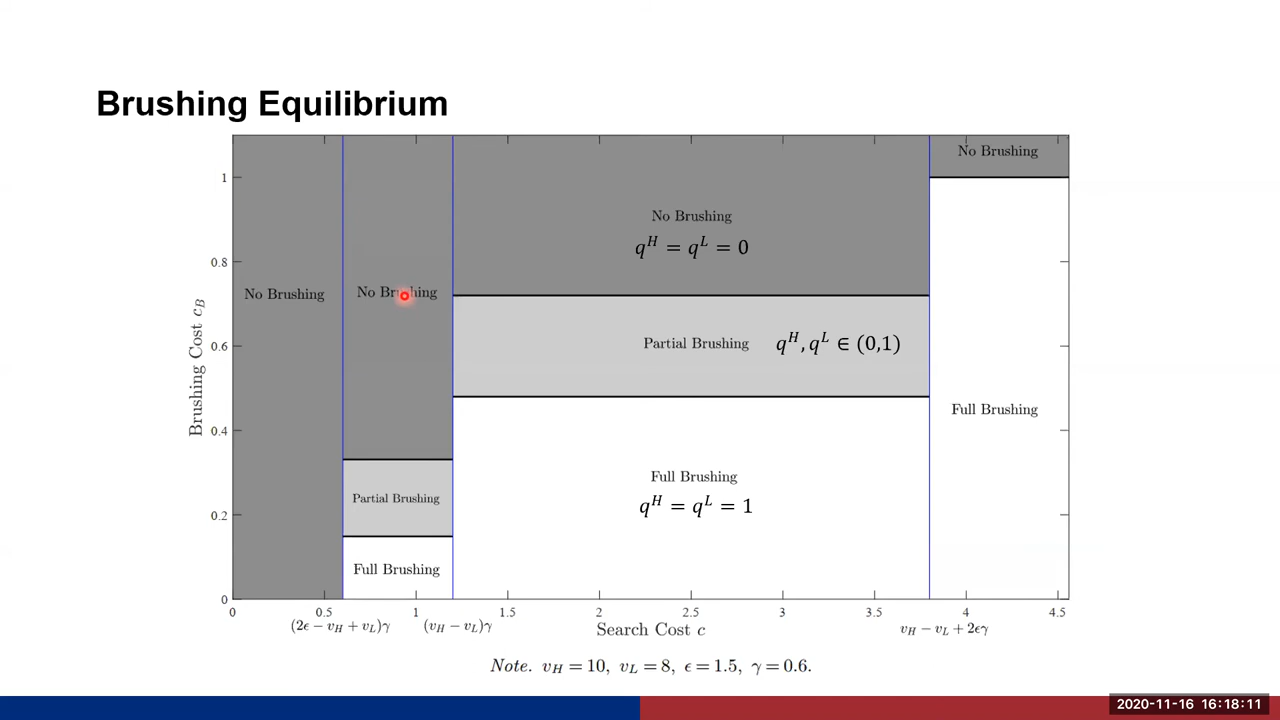 Brushing Equilibrium
No Brushing
1
No Brushing
q^H = q^L = 0
0.8
No Brushing
No Brushing
Brushing Cost c_B
0.6
Partial Brushing q^H, q^L ∈ (0,1)
Full Brushing
0.4
Full Brushing
q^H = q^L = 1
Partial Brushing
0.2
Full Brushing
0
0 0.5 1 1.5 2 2.5 3 3.5 4 4.5
(2ϵ − v_H + v_L)γ (v_H − v_L)γ Search Cost c v_H − v_L + 2ϵγ
Note. v_H = 10, v_L = 8, ϵ = 1.5, γ = 0.6.
2020-11-16 16:18:11